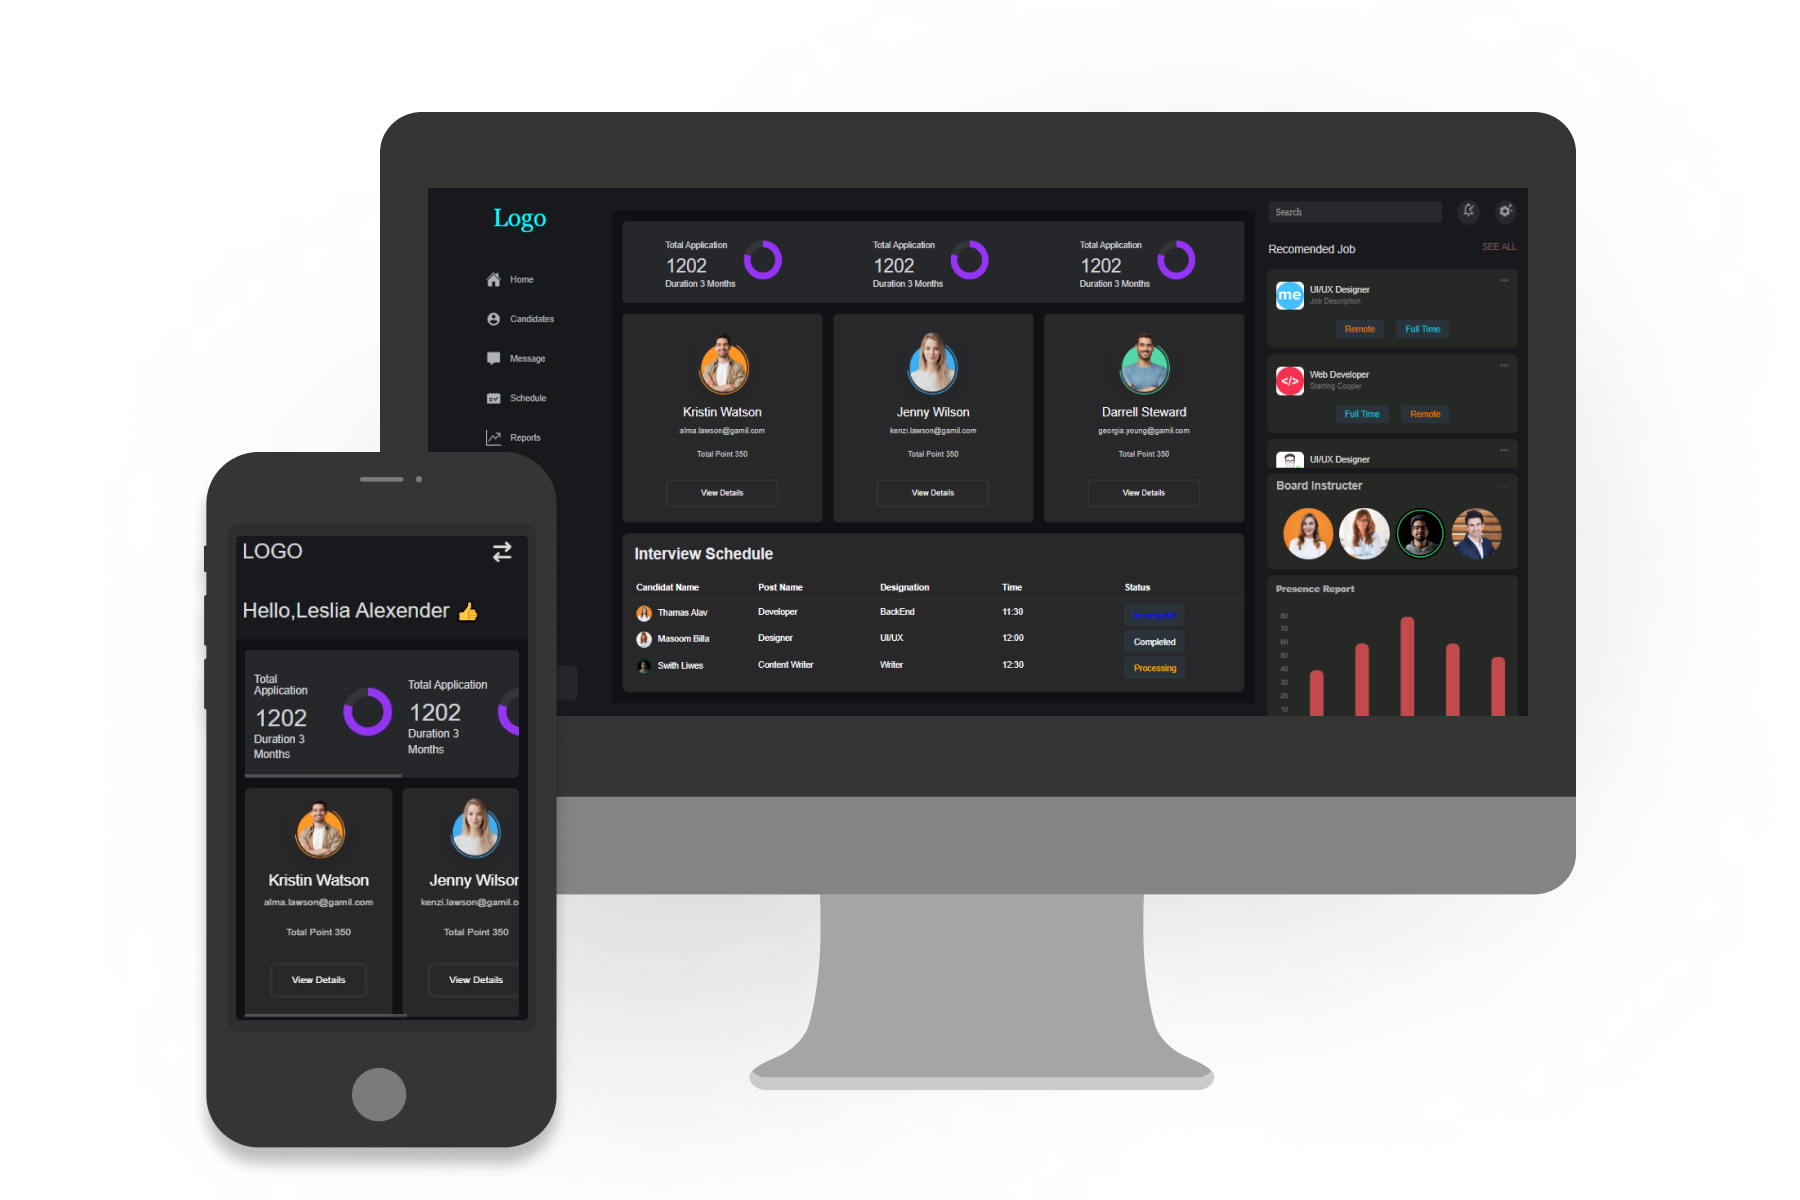 Logo
Home
Candidates
Message
Schedule
Reports
Total Application
1202
Duration 3 Months
Total Application
1202
Duration 3 Months
Total Application
1202
Duration 3 Months
Kristin Watson
alma.lawson@gamil.com
Total Point 350
View Details
Jenny Wilson
kenzi.lawson@gamil.com
Total Point 350
View Details
Darrell Steward
georgia.young@gamil.com
Total Point 350
View Details
Interview Schedule
Candidat Name Post Name Designation Time Status
Thamas Alav Developer BackEnd 11:30
Masoom Billa Designer UI/UX 12:00 Completed
Swith Liwes Content Writer Writer 12:30 Processing
Search
Recomended Job SEE ALL
me
UI/UX Designer
Job Description
Remote Full Time
</>
Web Developer
Starting Cooper
Full Time Remote
UI/UX Designer
Board Instructer
Presence Report
80
70
60
50
40
30
20
10
LOGO
Hello,Leslia Alexender
Total
Application
1202
Duration 3
Months
Total Application
1202
Duration 3
Months
Kristin Watson
alma.lawson@gamil.com
Total Point 350
View Details
Jenny Wilsor
kenzi.lawson@gamil.c
Total Point 350
View Details